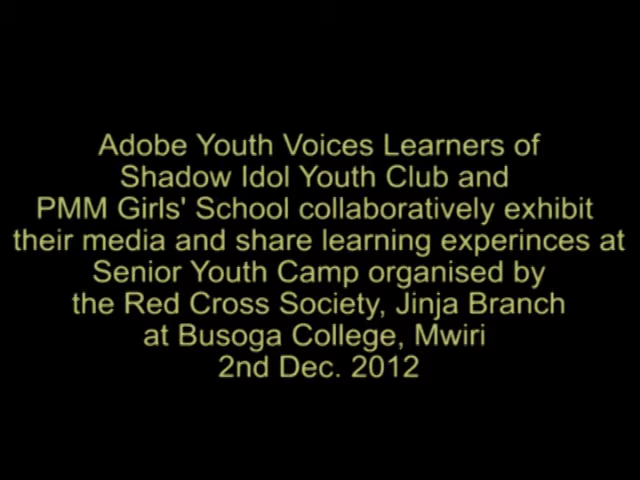 Adobe Youth Voices Learners of
Shadow Idol Youth Club and
PMM Girls' School collaboratively exhibit
their media and share learning experinces at
Senior Youth Camp organised by
the Red Cross Society, Jinja Branch
at Busoga College, Mwiri
2nd Dec. 2012